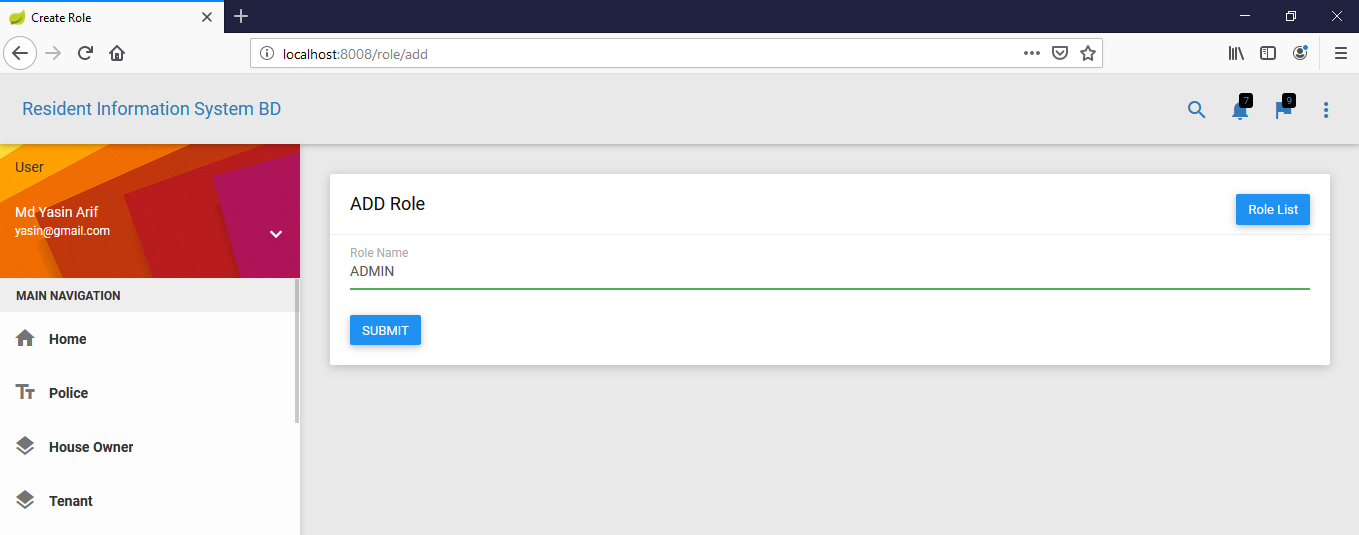 Create Role
localhost:8008/role/add
Resident Information System BD
7
9
User
Md Yasin Arif
yasin@gmail.com
MAIN NAVIGATION
Home
Police
House Owner
Tenant
ADD Role
Role List
Role Name
ADMIN
SUBMIT